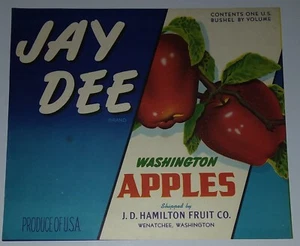 JAY
DEE
CONTENTS ONE U.S.
BUSHEL BY VOLUME
WASHINGTON
APPLES
Shipped by
J. D. HAMILTON FRUIT CO.
WENATCHEE, WASHINGTON
PRODUCE OF U.S.A.